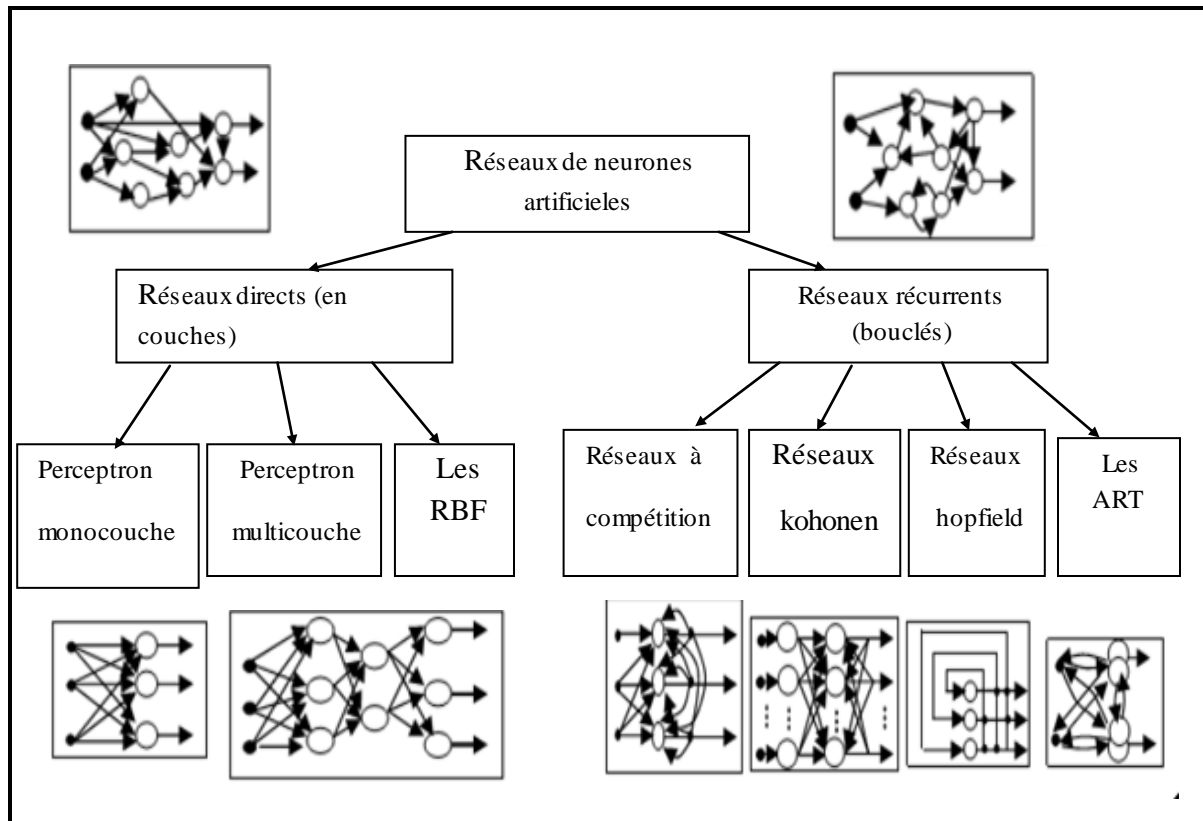 Réseaux de neurones
artificieles
Réseaux directs (en
couches)
Réseaux récurrents
(bouclés)
Perceptron
monocouche
Perceptron
multicouche
Les
RBF
Réseaux à
compétition
Réseaux
kohonen
Réseaux
hopfield
Les
ART